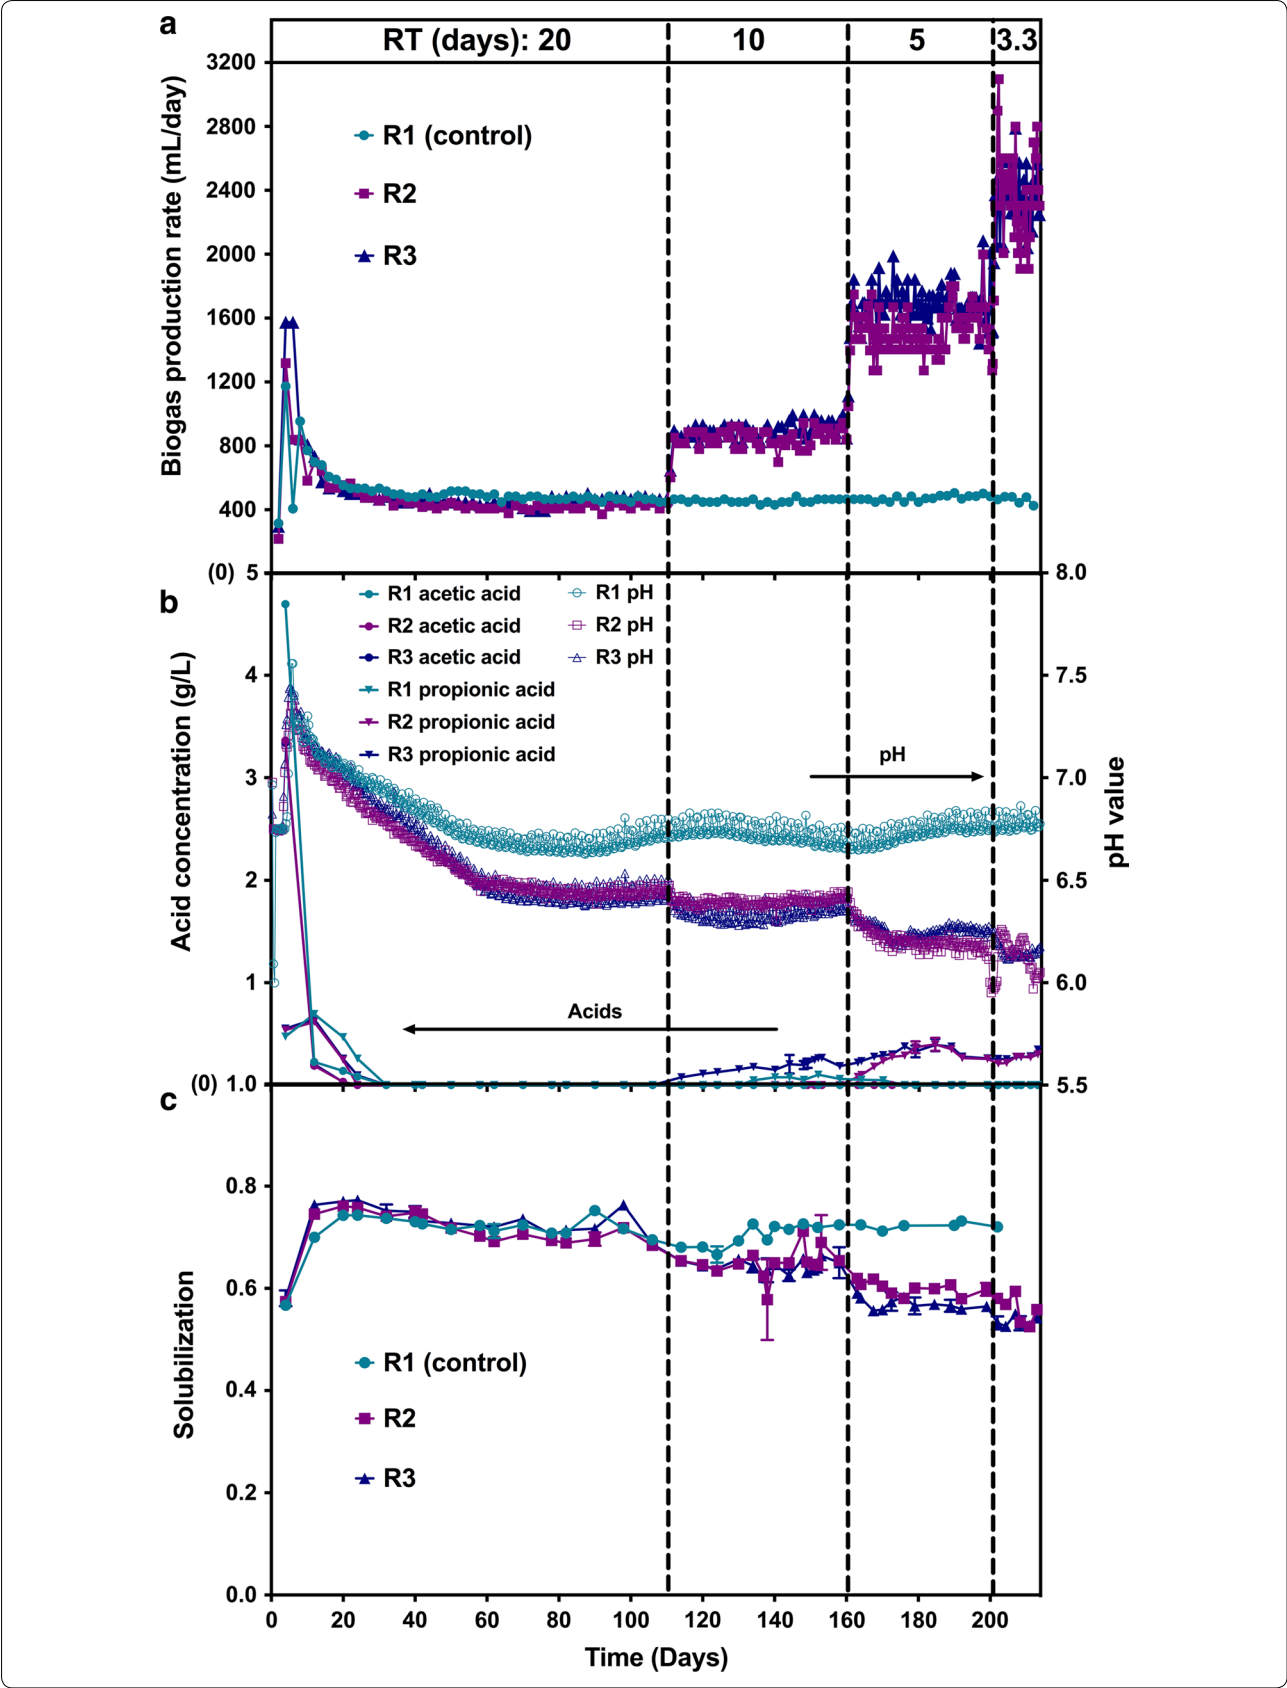 a
RT (days): 20 10 5 3.3
3200
2800
2400
2000
1600
1200
800
400
(0)
Biogas production rate (mL/day)
R1 (control)
R2
R3
b
5
4
3
2
1
(0)
Acid concentration (g/L)
8.0
7.5
7.0
6.5
6.0
5.5
pH value
R1 acetic acid
R2 acetic acid
R3 acetic acid
R1 propionic acid
R2 propionic acid
R3 propionic acid
R1 pH
R2 pH
R3 pH
pH
Acids
c
1.0
0.8
0.6
0.4
0.2
0.0
Solubilization
R1 (control)
R2
R3
0 20 40 60 80 100 120 140 160 180 200
Time (Days)